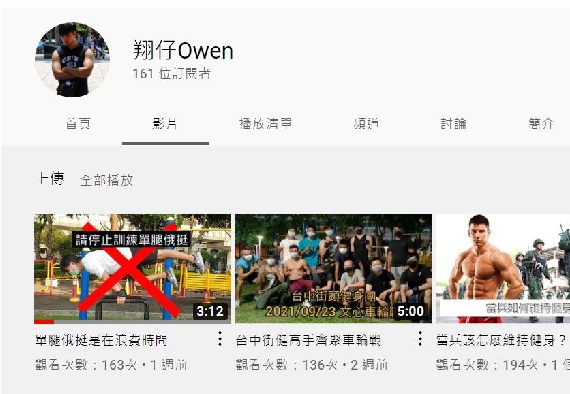 翔仔Owen
161 位訂閱者
首頁 影片 播放清單 頻道 討論 簡介
上傳 全部播放
請停止訓練單腿俄挺
3:12
台中街頭健身團
2021/09/23 文心車輪
5:00
當兵如何維持健身
單腿俄挺是在浪費時間
觀看次數：163次・1 週前
台中街健高手齊聚車輪戰
觀看次數：136次・2 週前
當兵該怎麼維持健身？
觀看次數：194次・1